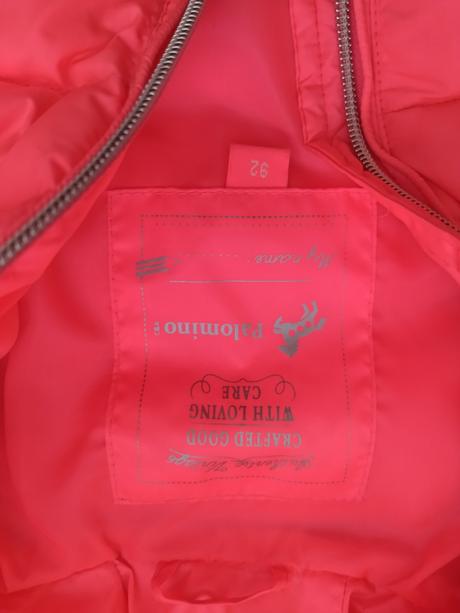 CRAFTED GOOD
WITH LOVING
CARE
Palomino
My name:
92